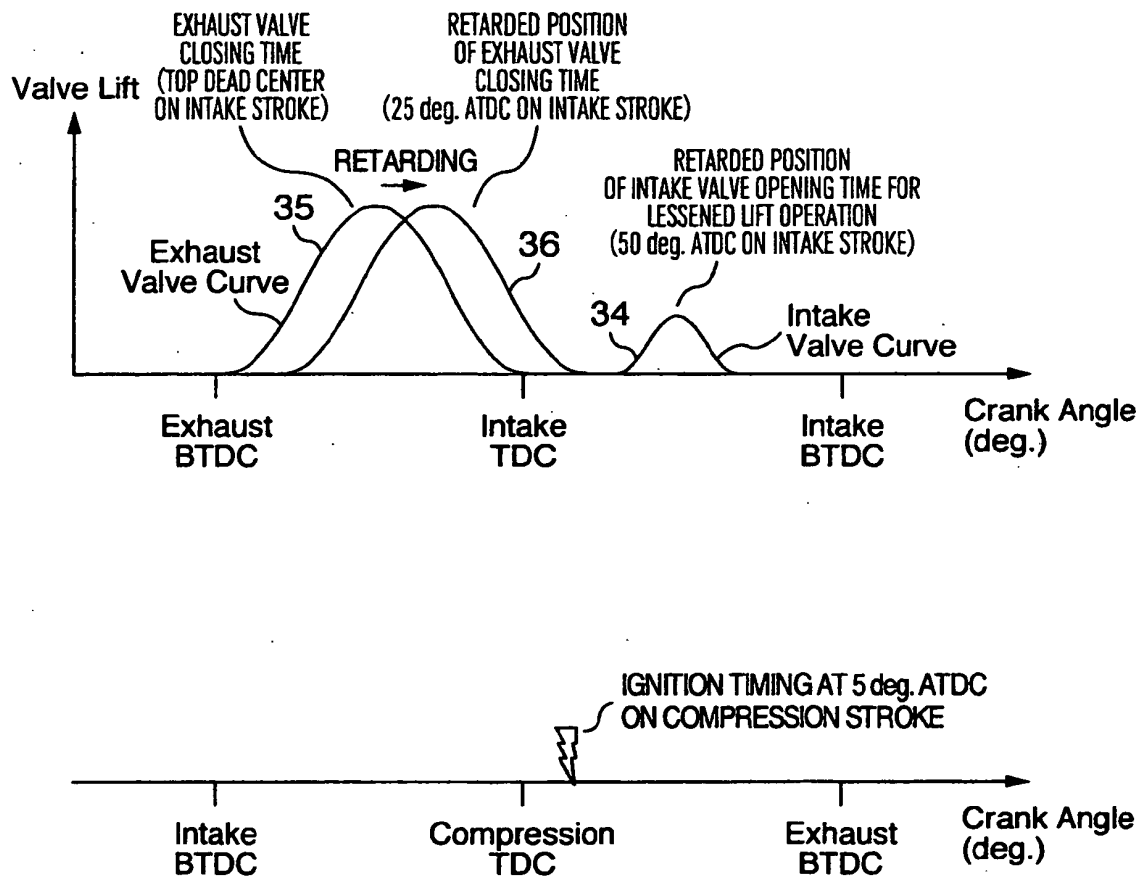 EXHAUST VALVE
CLOSING TIME
(TOP DEAD CENTER
ON INTAKE STROKE)
RETARDED POSITION
OF EXHAUST VALVE
CLOSING TIME
(25 deg. ATDC ON INTAKE STROKE)
Valve Lift
RETARDING
RETARDED POSITION
OF INTAKE VALVE OPENING TIME FOR
LESSENED LIFT OPERATION
(50 deg. ATDC ON INTAKE STROKE)
35
Exhaust
Valve Curve
36
34
Intake
Valve Curve
Exhaust
BTDC
Intake
TDC
Intake
BTDC
Crank Angle
(deg.)
IGNITION TIMING AT 5 deg. ATDC
ON COMPRESSION STROKE
Intake
BTDC
Compression
TDC
Exhaust
BTDC
Crank Angle
(deg.)